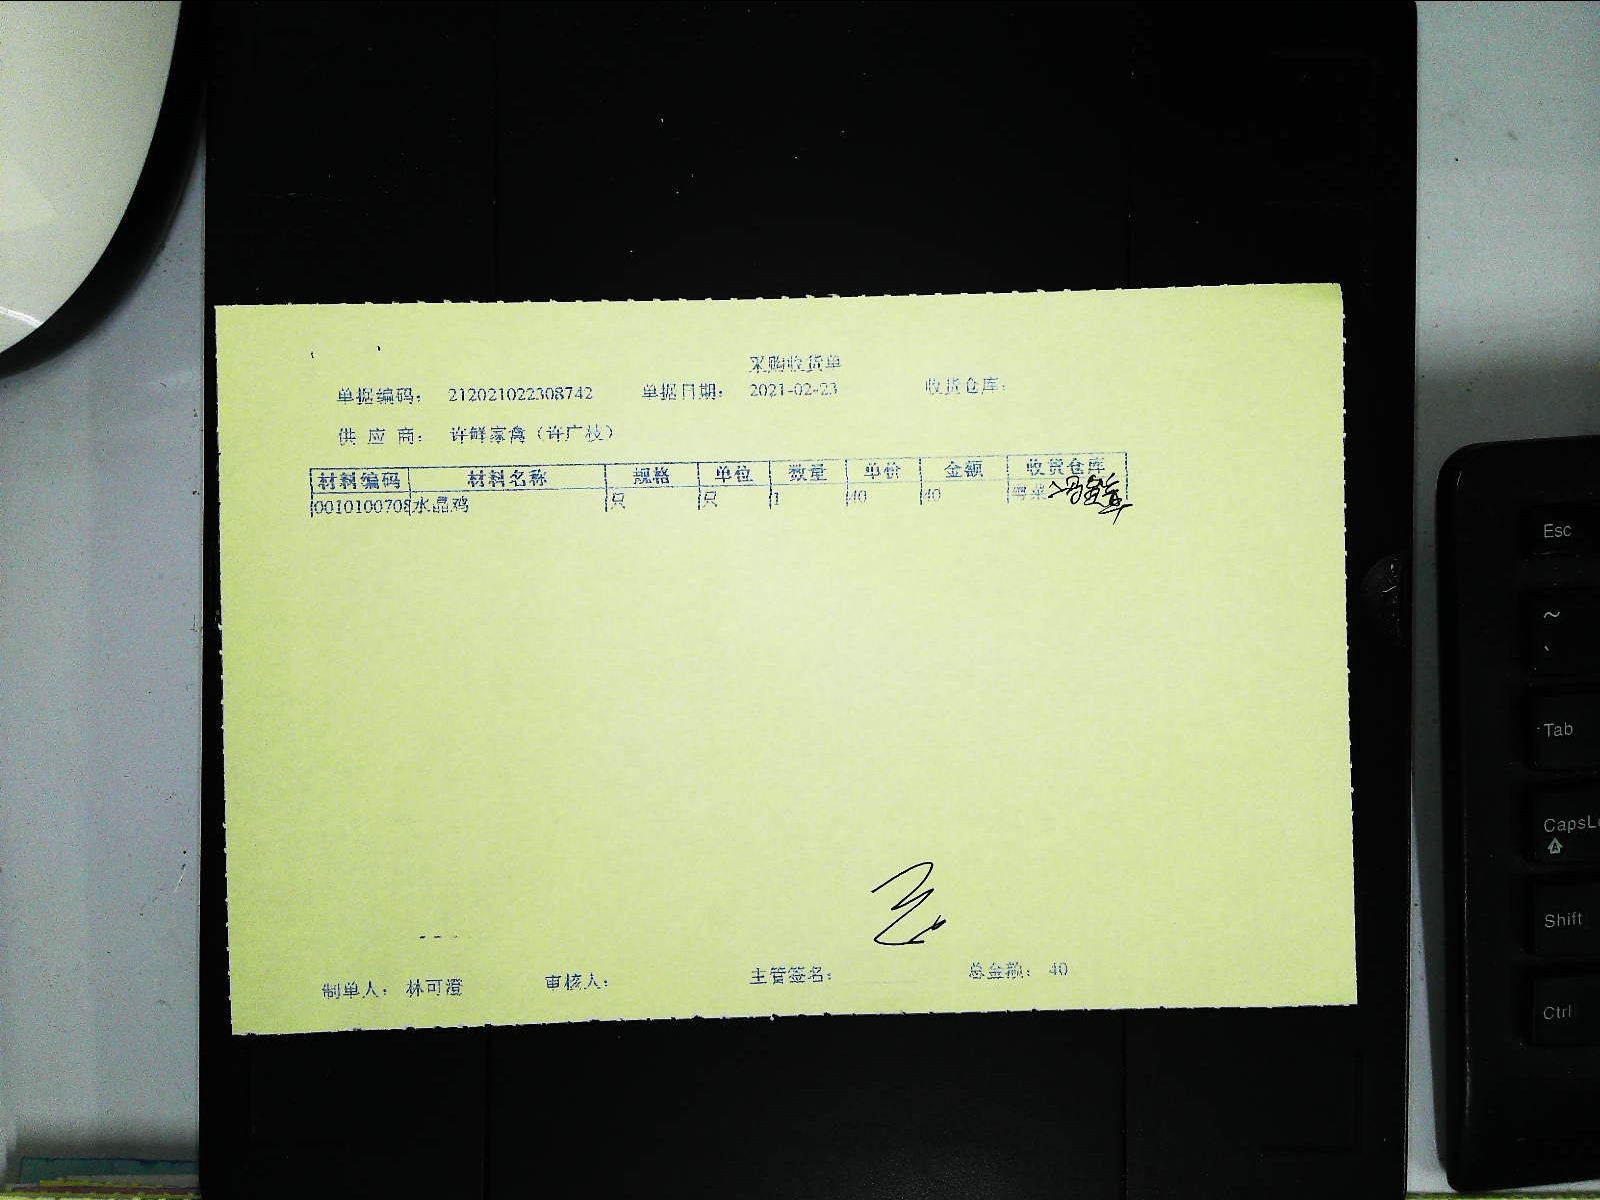 采购收货单
单据编码： 212021022308742 单据日期： 2021-02-23 收货仓库：
供 应 商： 许鲜家禽（许广枝）
材料编码 材料名称 规格 单位 数量 单价 金额 收货仓库
0010100708 水晶鸡 只 只 1 40 40 粤菜
制单人： 林可澄 审核人： 主管签名： 总金额： 40
Esc
~
`
Tab
CapsLo
A
Shift
Ctrl